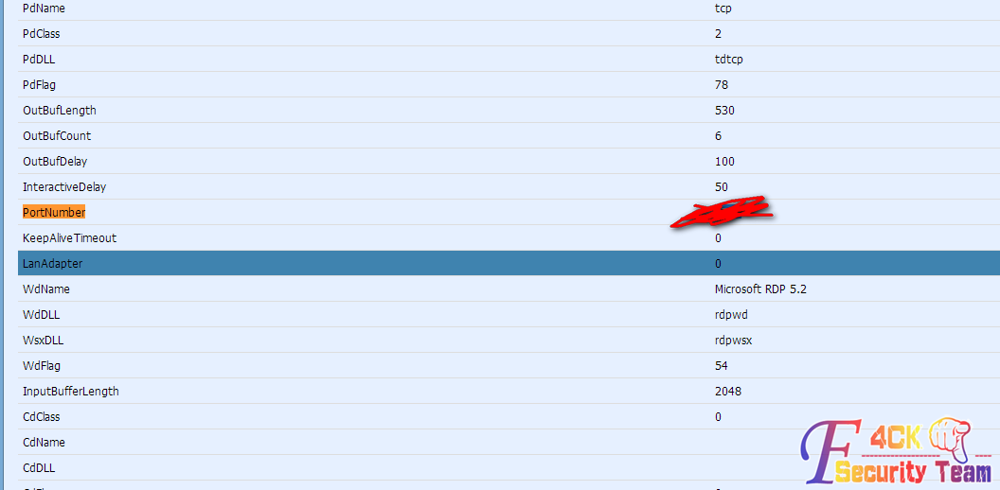 PdName tcp
PdClass 2
PdDLL tdtcp
PdFlag 78
OutBufLength 530
OutBufCount 6
OutBufDelay 100
InteractiveDelay 50
PortNumber
KeepAliveTimeout 0
LanAdapter 0
WdName Microsoft RDP 5.2
WdDLL rdpwd
WsxDLL rdpwsx
WdFlag 54
InputBufferLength 2048
CdClass 0
CdName
CdDLL
F4CK
Security Team